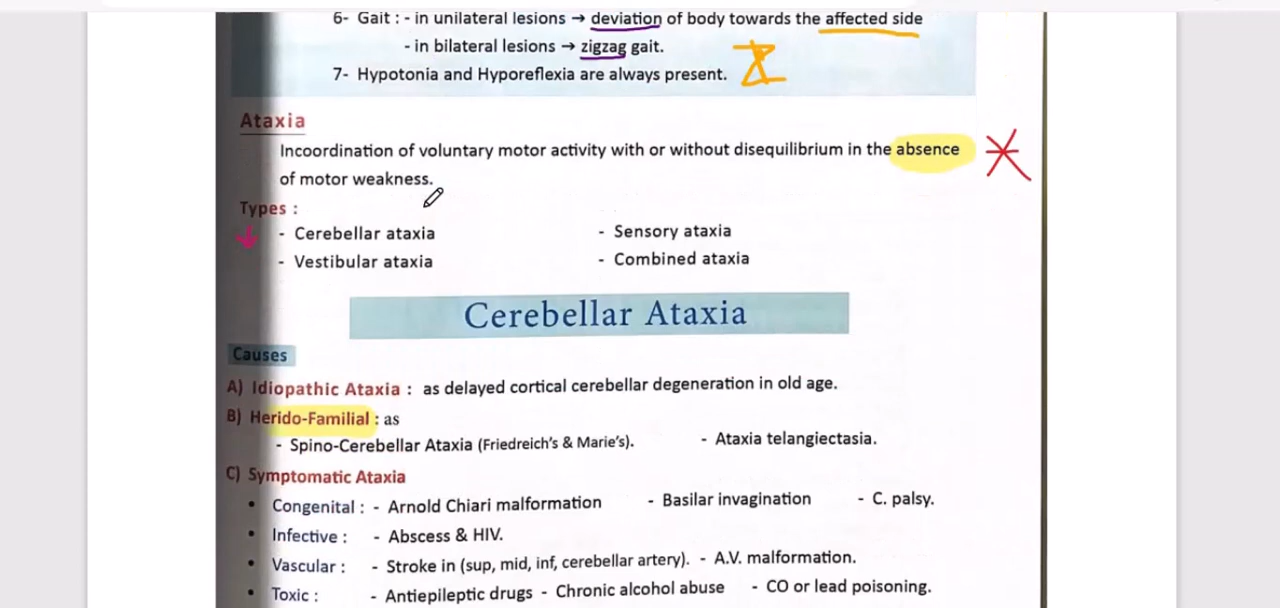 6- Gait : - in unilateral lesions → deviation of body towards the affected side
- in bilateral lesions → zigzag gait.
7- Hypotonia and Hyporeflexia are always present.
Ataxia
Incoordination of voluntary motor activity with or without disequilibrium in the absence
of motor weakness.
Types :
- Cerebellar ataxia - Sensory ataxia
- Vestibular ataxia - Combined ataxia
Cerebellar Ataxia
Causes
A) Idiopathic Ataxia : as delayed cortical cerebellar degeneration in old age.
B) Herido-Familial : as
- Spino-Cerebellar Ataxia (Friedreich's & Marie's). - Ataxia telangiectasia.
C) Symptomatic Ataxia
• Congenital : - Arnold Chiari malformation - Basilar invagination - C. palsy.
• Infective : - Abscess & HIV.
• Vascular : - Stroke in (sup, mid, inf, cerebellar artery). - A.V. malformation.
• Toxic : - Antiepileptic drugs - Chronic alcohol abuse - CO or lead poisoning.